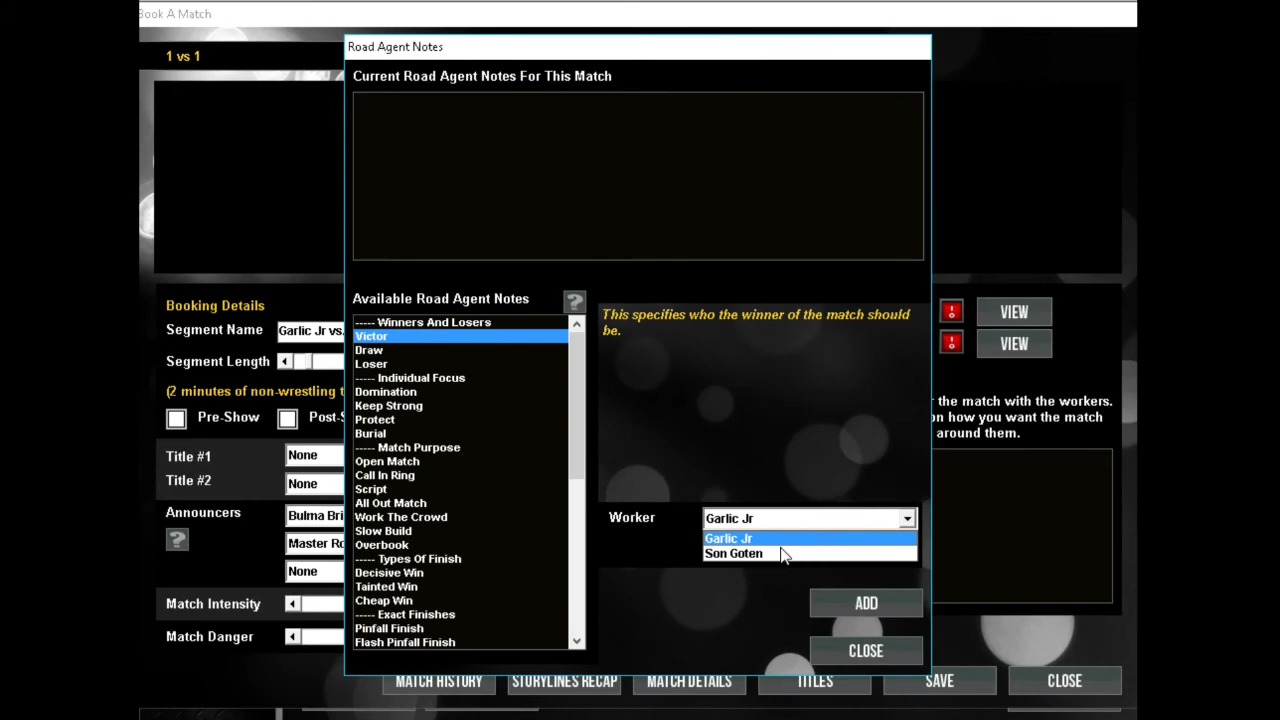 Book A Match
1 vs 1
Road Agent Notes
Current Road Agent Notes For This Match
Booking Details
Segment Name
Garlic Jr vs.
Segment Length
(2 minutes of non-wrestling t
Pre-Show
Post-S
Title #1
None
Title #2
None
Announcers
Bulma Bri
?
Master Ro
None
Match Intensity
Match Danger
Available Road Agent Notes
?
----- Winners And Losers
Victor
Draw
Loser
----- Individual Focus
Domination
Keep Strong
Protect
Burial
----- Match Purpose
Open Match
Call In Ring
Script
All Out Match
Work The Crowd
Slow Build
Overbook
----- Types Of Finish
Decisive Win
Tainted Win
Cheap Win
----- Exact Finishes
Pinfall Finish
Flash Pinfall Finish
This specifies who the winner of the match should
be.
Worker
Garlic Jr
Garlic Jr
Son Goten
ADD
CLOSE
VIEW
VIEW
r the match with the workers.
on how you want the match
around them.
MATCH HISTORY
STORYLINES RECAP
MATCH DETAILS
TITLES
SAVE
CLOSE